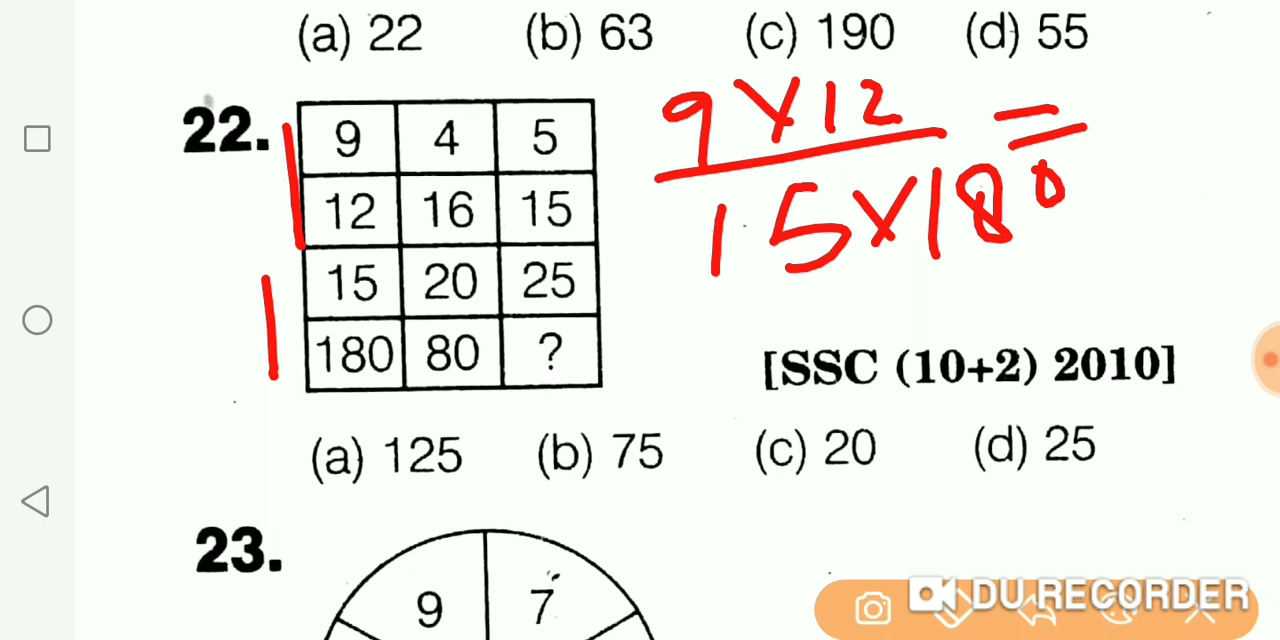 (a) 22 (b) 63 (c) 190 (d) 55
22.
9 4 5
12 16 15
15 20 25
180 80 ?
9 x 12 =
15 x 180
[SSC (10+2) 2010]
(a) 125 (b) 75 (c) 20 (d) 25
23.
9 7
DU RECORDER